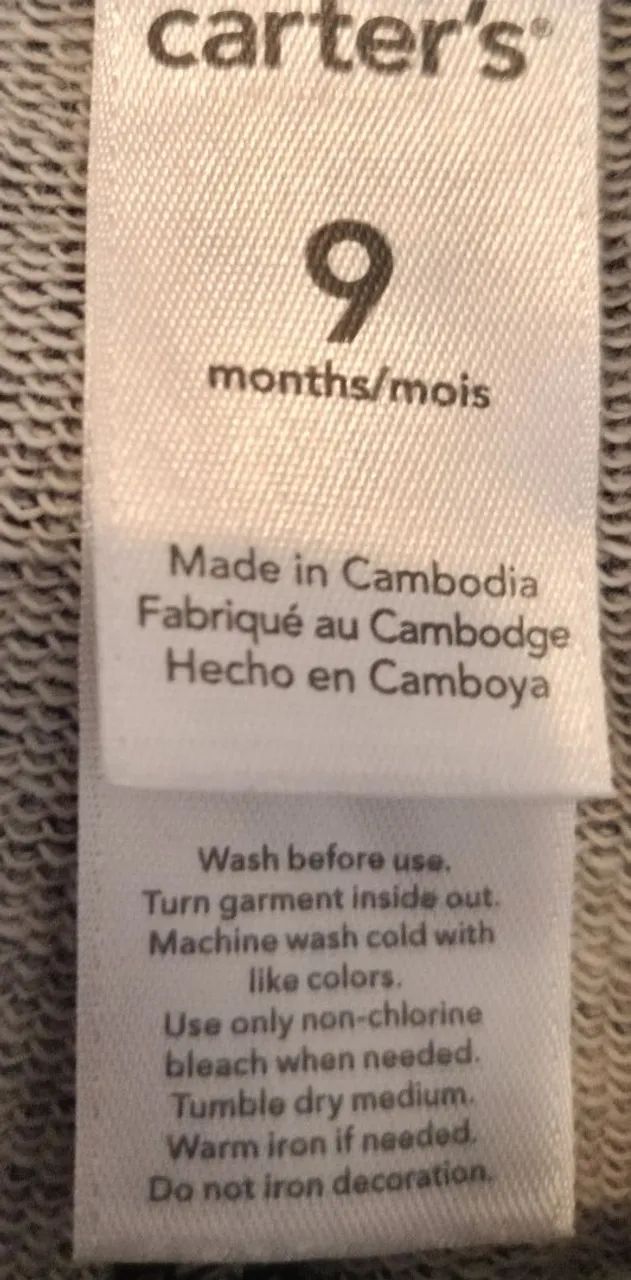 carter's®
9
months/mois
Made in Cambodia
Fabriqué au Cambodge
Hecho en Camboya
Wash before use.
Turn garment inside out.
Machine wash cold with
like colors.
Use only non-chlorine
bleach when needed.
Tumble dry medium.
Warm iron if needed.
Do not iron decoration.